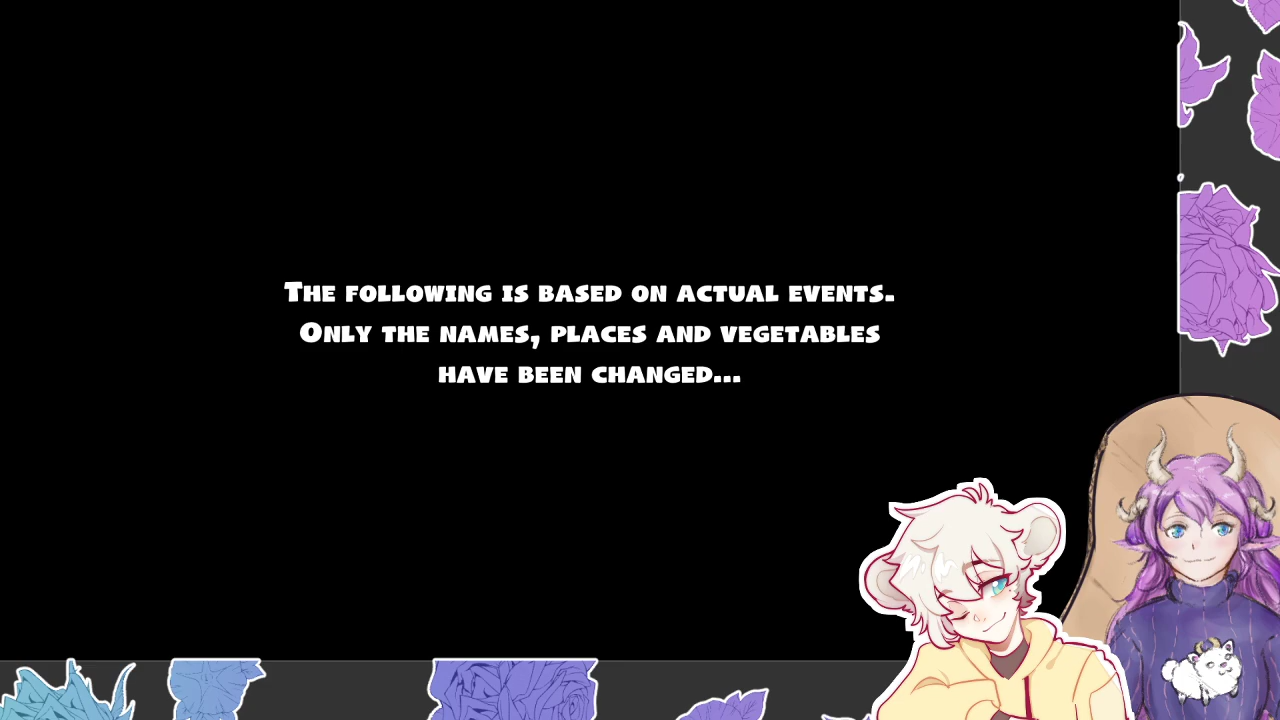 The following is based on actual events.
Only the names, places and vegetables
have been changed...